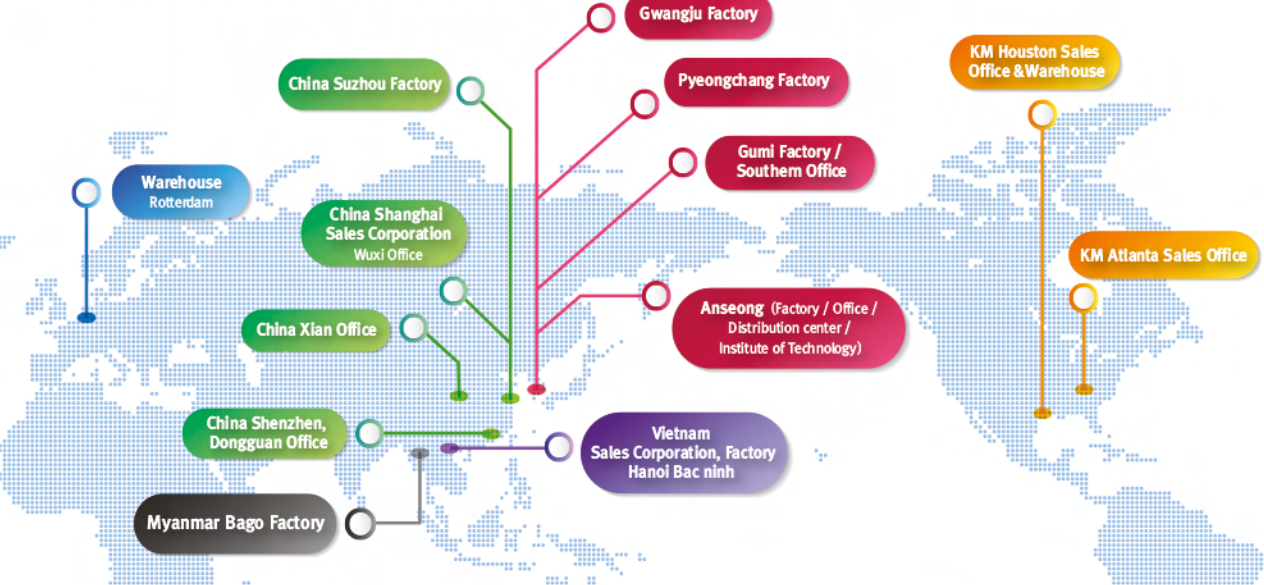 Gwangju Factory
China Suzhou Factory
Pyeongchang Factory
KM Houston Sales
Office &Warehouse
Gumi Factory /
Southern Office
Warehouse
Rotterdam
China Shanghai
Sales Corporation
Wuxi Office
KM Atlanta Sales Office
Anseong (Factory / Office /
Distribution center /
Institute of Technology)
China Xian Office
China Shenzhen,
Dongguan Office
Vietnam
Sales Corporation, Factory
Hanoi Bac ninh
Myanmar Bago Factory